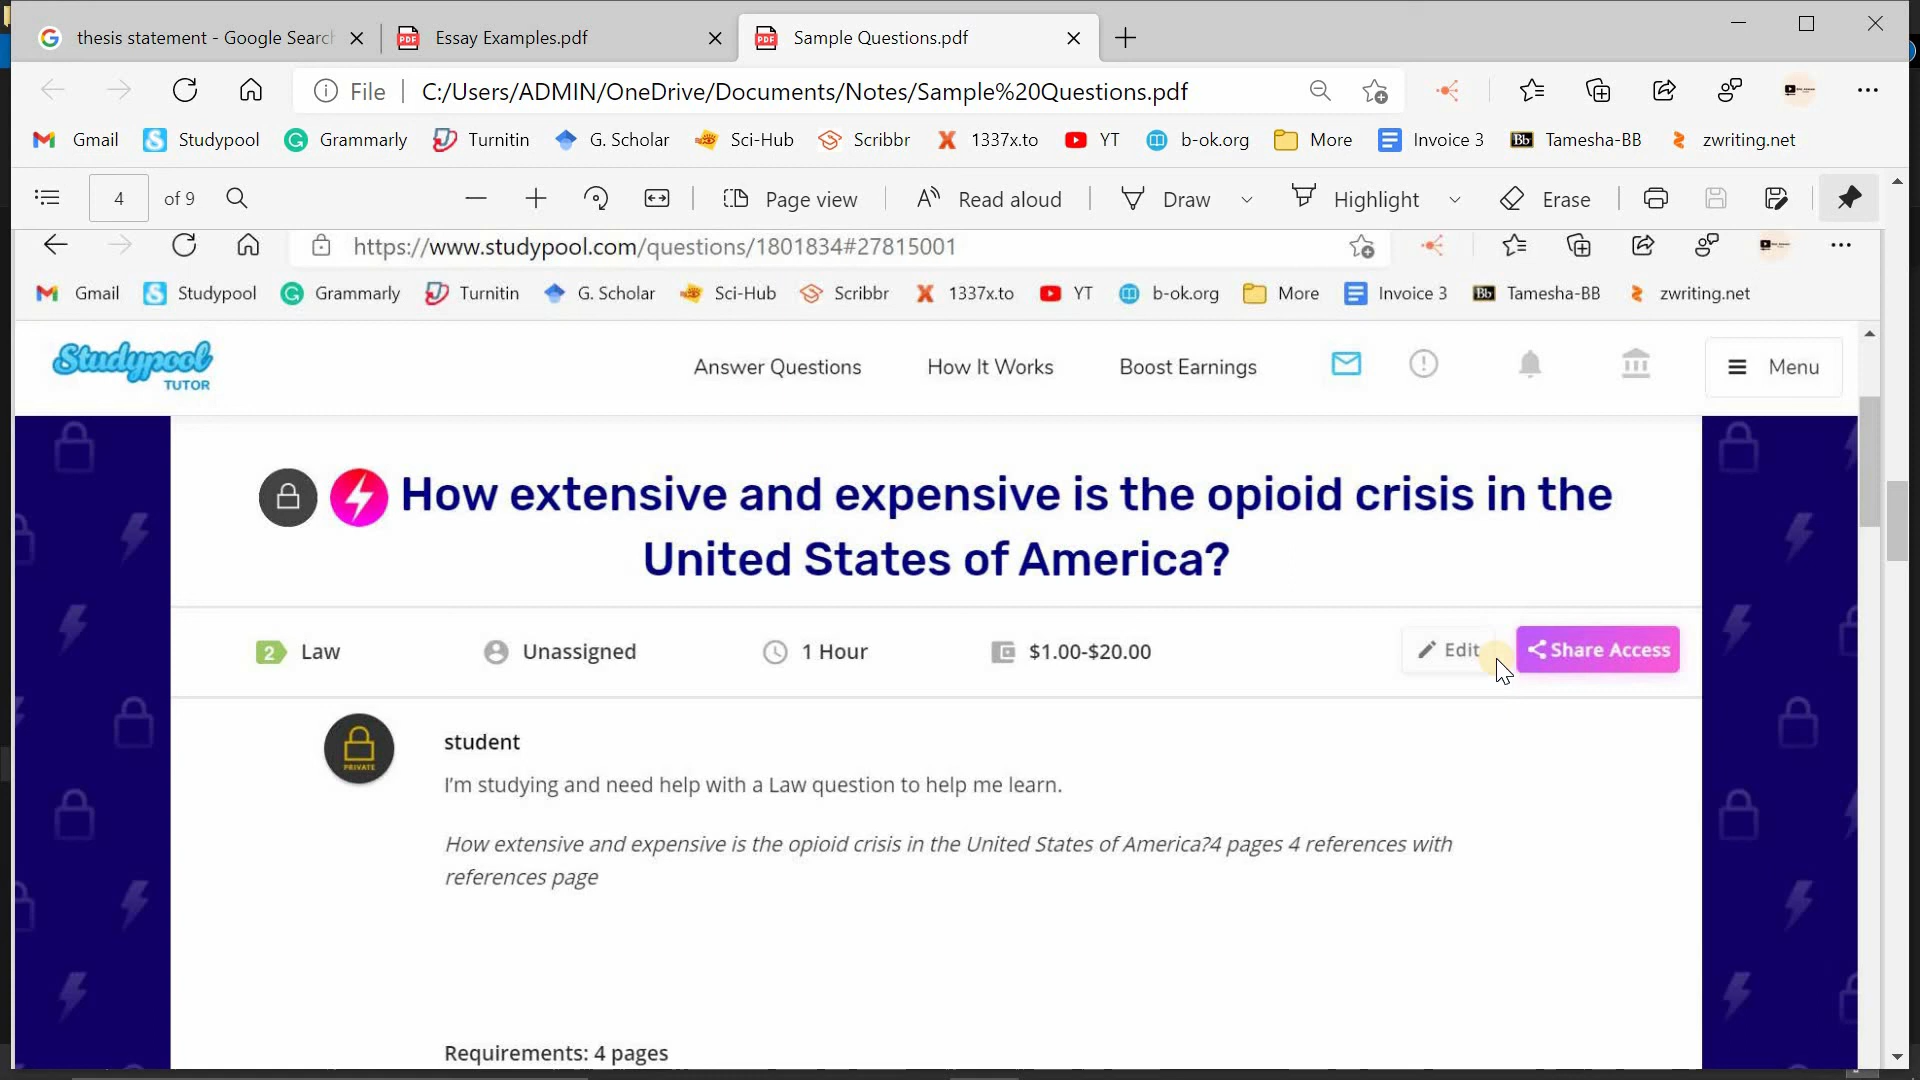 thesis statement - Google Search
Essay Examples.pdf
Sample Questions.pdf
File
C:/Users/ADMIN/OneDrive/Documents/Notes/Sample%20Questions.pdf
Gmail Studypool Grammarly Turnitin G. Scholar Sci-Hub Scribbr 1337x.to YT b-ok.org More Invoice 3 Bb Tamesha-BB zwriting.net
4 of 9 Page view Read aloud Draw Highlight Erase
https://www.studypool.com/questions/1801834#27815001
Gmail Studypool Grammarly Turnitin G. Scholar Sci-Hub Scribbr 1337x.to YT b-ok.org More Invoice 3 Bb Tamesha-BB zwriting.net
Studypool
TUTOR
Answer Questions How It Works Boost Earnings Menu
How extensive and expensive is the opioid crisis in the
United States of America?
2 Law Unassigned 1 Hour $1.00-$20.00 Edit Share Access
student
PRIVATE
I'm studying and need help with a Law question to help me learn.
How extensive and expensive is the opioid crisis in the United States of America?4 pages 4 references with
references page
Requirements: 4 pages